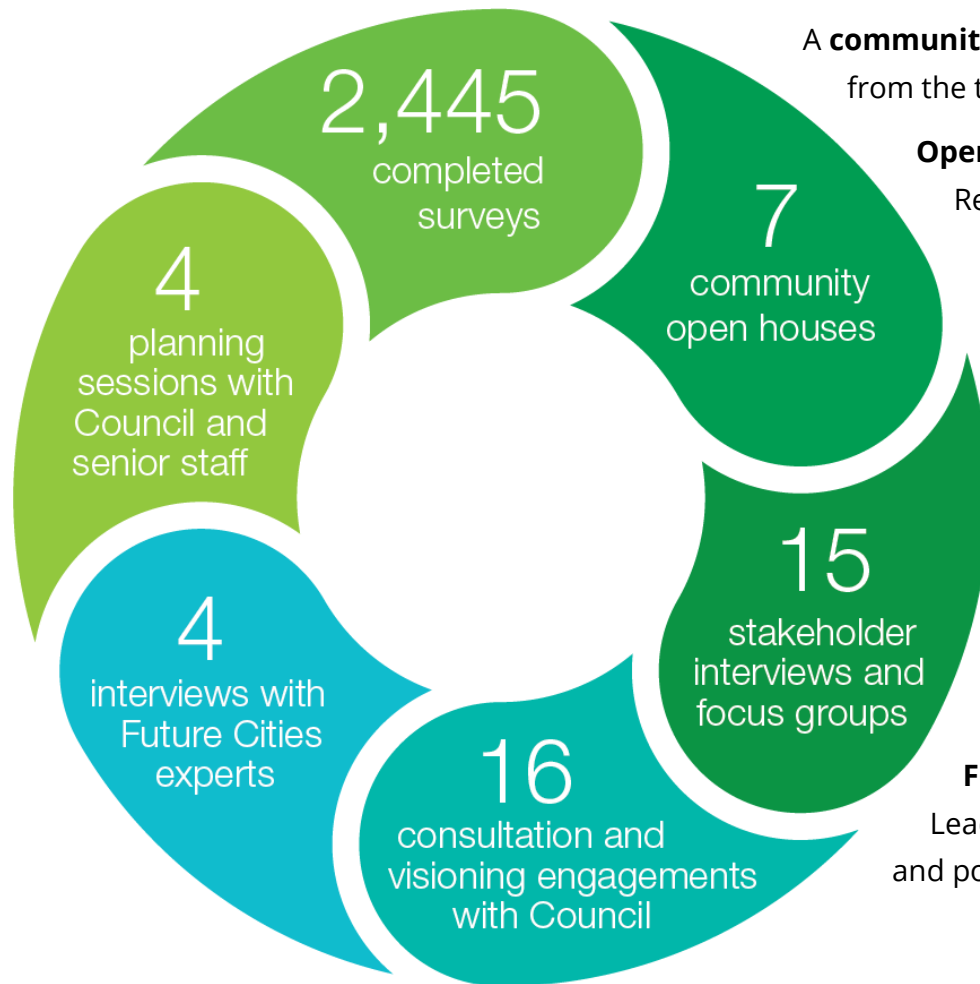 2,445
completed
surveys
7
community
open houses
15
stakeholder
interviews and
focus groups
16
consultation and
visioning engagements
with Council
4
interviews with
Future Cities
experts
4
planning
sessions with
Council and
senior staff
A
from the
and